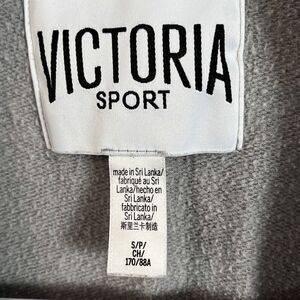 VICTORIA
SPORT
made in Sri Lanka/
fabriqué au Sri
Lanka/hecho en
Sri Lanka/
fabbricato in
Sri Lanka/
斯里兰卡制造
S/P/
CH/
170/88A